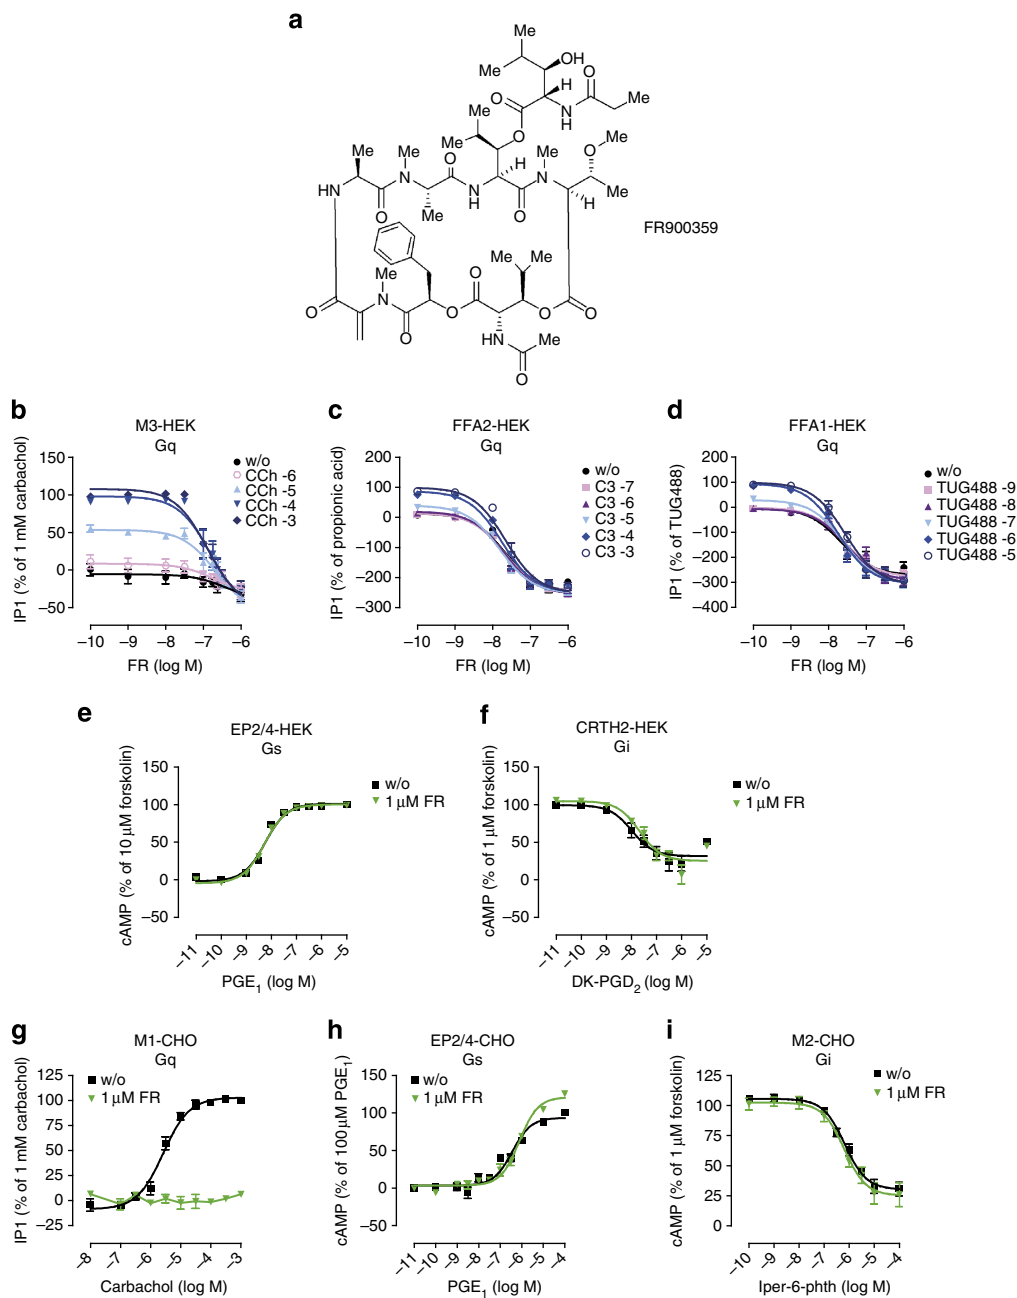 a
Me
Me
OH
H
O
O
N
H
Me
Me
Me
O
O
Me
Me
Me
O
H
Me
O
HN
N
N
H
N
Me
O
Me
O
H
FR900359
Me
Me
Me
O
O
N
O
O
O
O
HN
Me
O
b
M3-HEK
Gq
IP1 (% of 1 mM carbachol)
150
100
50
0
−50
−10 −9 −8 −7 −6
FR (log M)
w/o
CCh -6
CCh -5
CCh -4
CCh -3
c
FFA2-HEK
Gq
IP1 (% of propionic acid)
200
100
0
−100
−200
−300
−10 −9 −8 −7 −6
FR (log M)
w/o
C3 -7
C3 -6
C3 -5
C3 -4
C3 -3
d
FFA1-HEK
Gq
IP1 (% of TUG488)
200
100
0
−100
−200
−300
−400
−10 −9 −8 −7 −6
FR (log M)
w/o
TUG488 -9
TUG488 -8
TUG488 -7
TUG488 -6
TUG488 -5
e
EP2/4-HEK
Gs
cAMP (% of 10 µM forskolin)
150
100
50
0
−50
−11 −10 −9 −8 −7 −6 −5
PGE1 (log M)
w/o
1 µM FR
f
CRTH2-HEK
Gi
cAMP (% of 1 µM forskolin)
150
100
50
0
−50
−11 −10 −9 −8 −7 −6 −5
DK-PGD2 (log M)
w/o
1 µM FR
g
M1-CHO
Gq
IP1 (% of 1 mM carbachol)
125
100
75
50
25
0
−25
−8 −7 −6 −5 −4 −3
Carbachol (log M)
w/o
1 µM FR
h
EP2/4-CHO
Gs
cAMP (% of 100 µM PGE1)
150
100
50
0
−50
−11 −10 −9 −8 −7 −6 −5 −4
PGE1 (log M)
w/o
1 µM FR
i
M2-CHO
Gi
cAMP (% of 1 µM forskolin)
125
100
75
50
25
0
−10 −9 −8 −7 −6 −5 −4
Iper-6-phth (log M)
w/o
1 µM FR